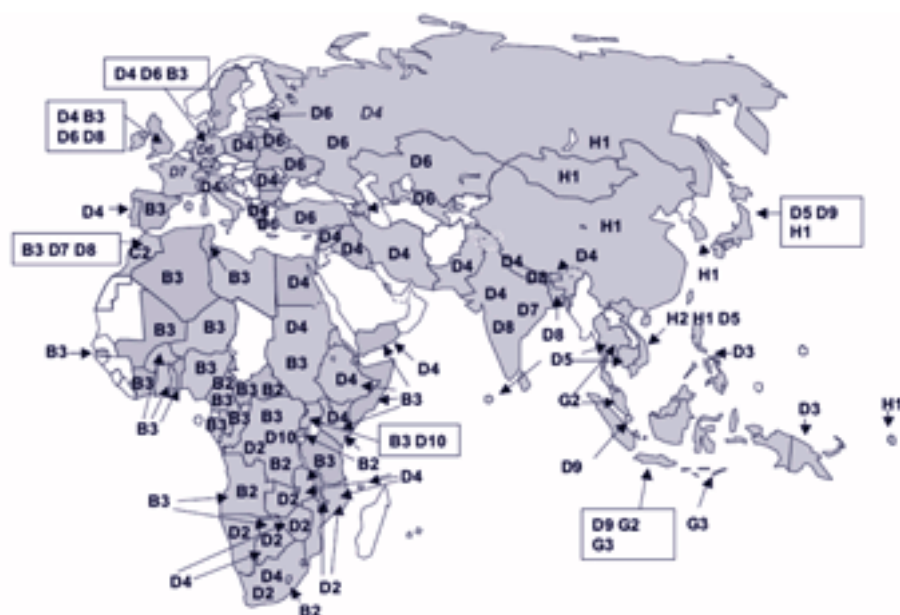 D4 D6 B3
D4 B3
D6 D8
D6
D4
D6
D4
D6
D6
D6
D7
D4
D4
D6
H1
H1
D6
D6
D4
B3
D4
D6
D6
H1
D5 D9
H1
B3 D7 D8
C2
D4
D4
D4
D4
D4
D8
D4
H1
B3
B3
D4
D4
D7
D8
D8
H2 H1 D5
B3
B3
B3
D4
D4
D5
D3
B3
B3
B2
B3
B2
D4
B3
G2
B3
B3
B3
B3
B3
D4
D3
H1
B3
D2
D10
B3 D10
B2
B2
B3
D4
D9
B3
B2
D2
D9 G2
G3
G3
D2
D2
D2
D4
D4
D2
D2
B2